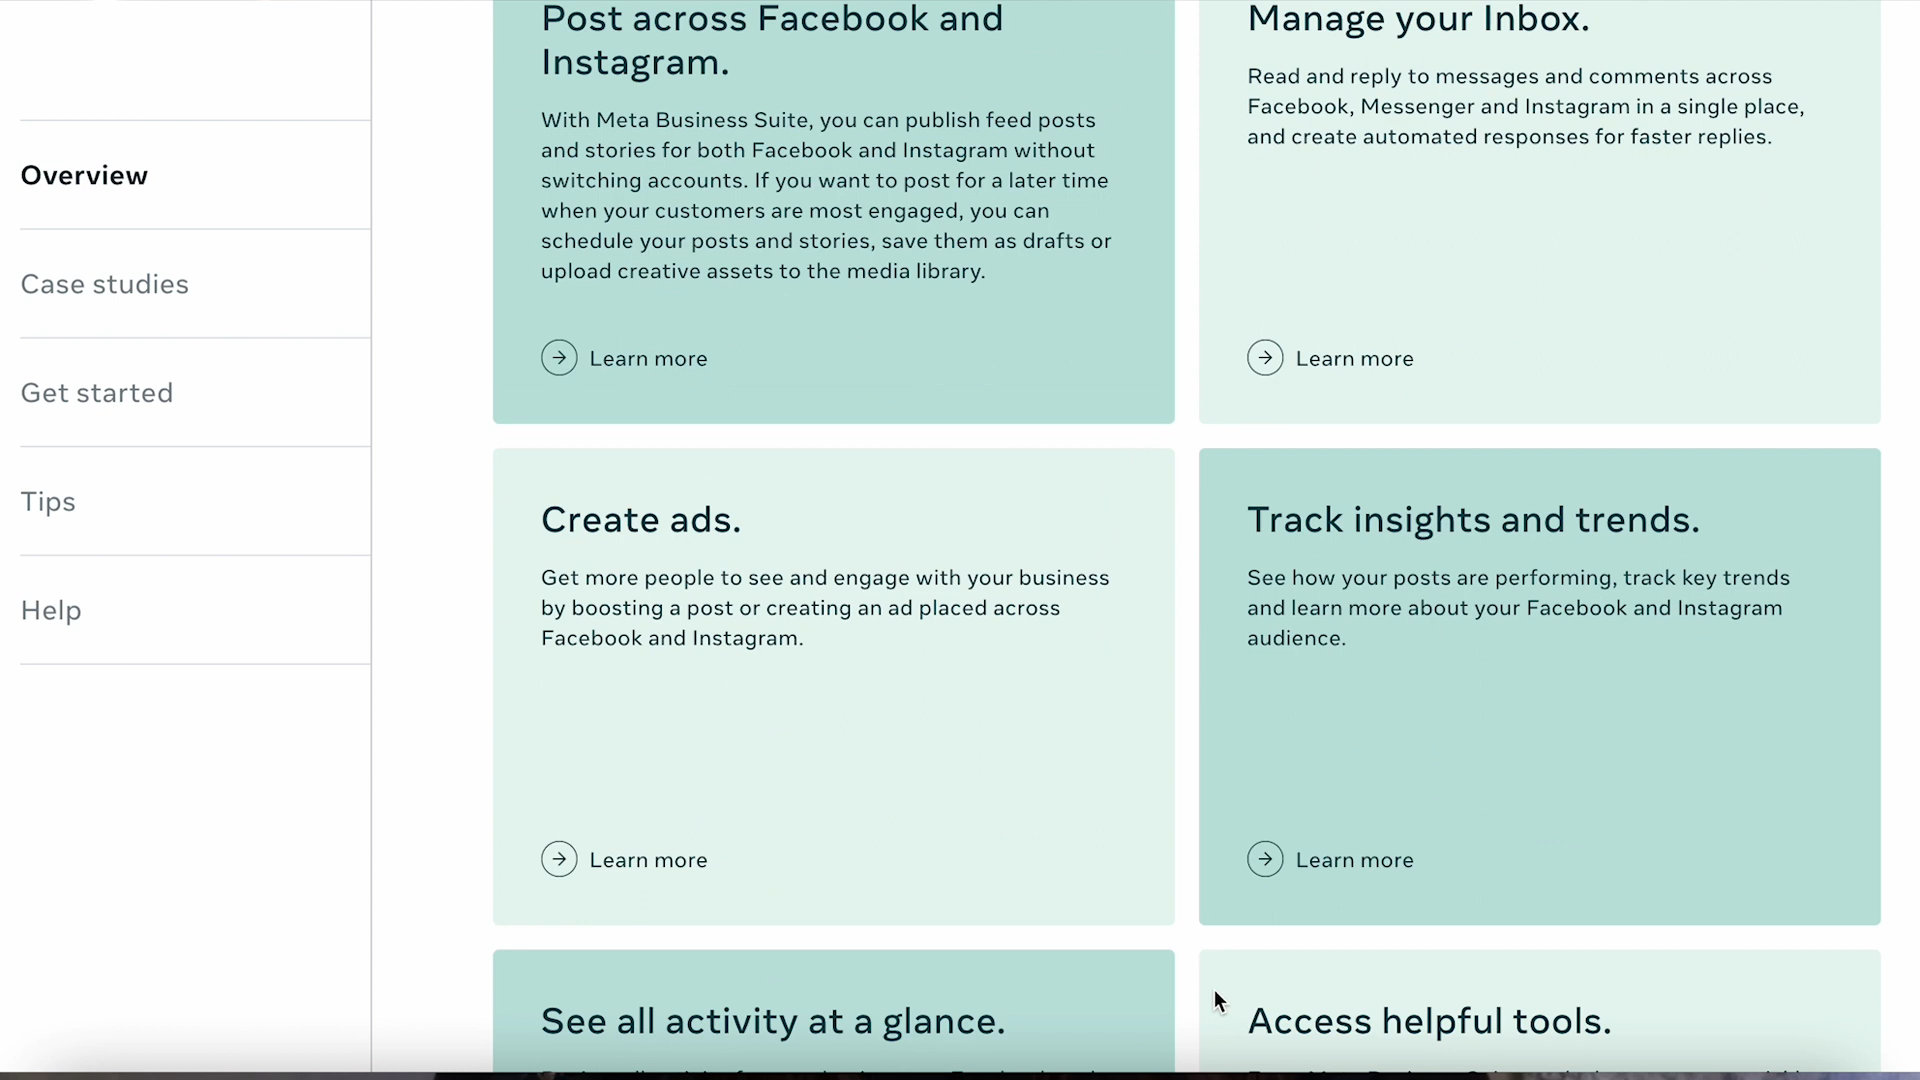 Overview
Case studies
Get started
Tips
Help
Post across Facebook and
Instagram.
With Meta Business Suite, you can publish feed posts
and stories for both Facebook and Instagram without
switching accounts. If you want to post for a later time
when your customers are most engaged, you can
schedule your posts and stories, save them as drafts or
upload creative assets to the media library.
Learn more
Manage your Inbox.
Read and reply to messages and comments across
Facebook, Messenger and Instagram in a single place,
and create automated responses for faster replies.
Learn more
Create ads.
Get more people to see and engage with your business
by boosting a post or creating an ad placed across
Facebook and Instagram.
Learn more
Track insights and trends.
See how your posts are performing, track key trends
and learn more about your Facebook and Instagram
audience.
Learn more
See all activity at a glance.
Access helpful tools.